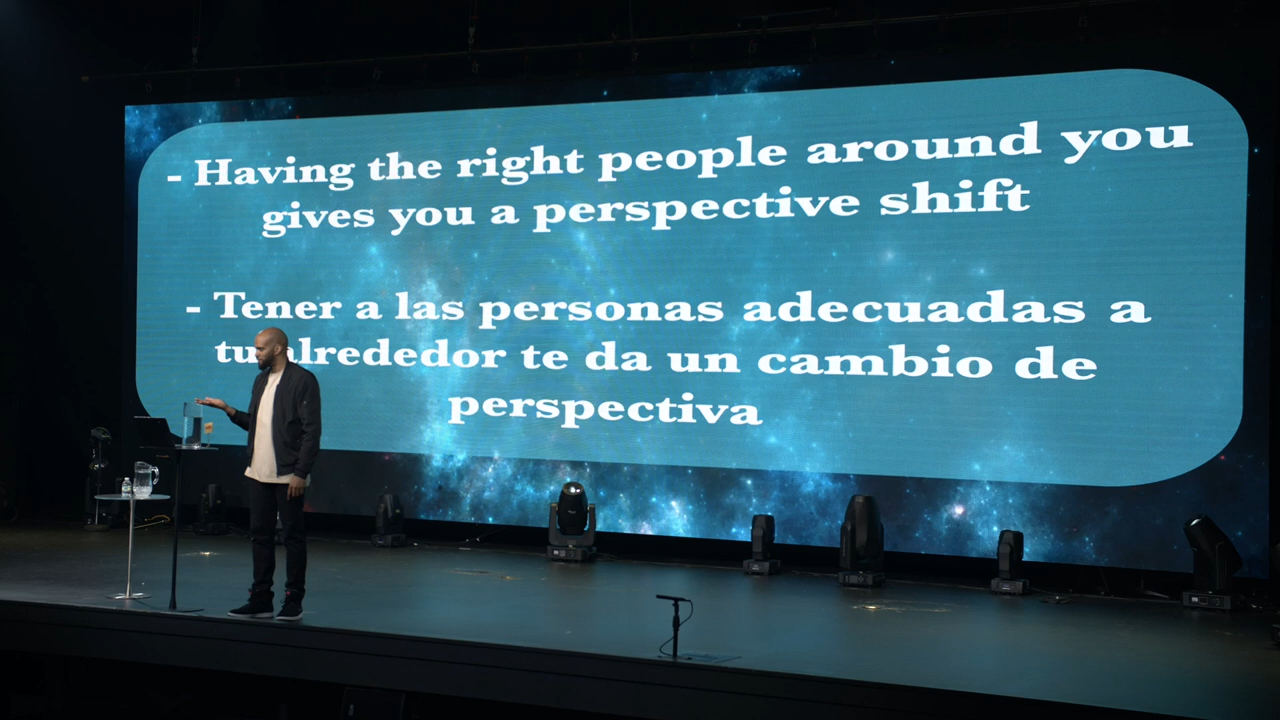 - Having the right people around you
gives you a perspective shift
- Tener a las personas adecuadas a
tu alrededor te da un cambio de
perspectiva